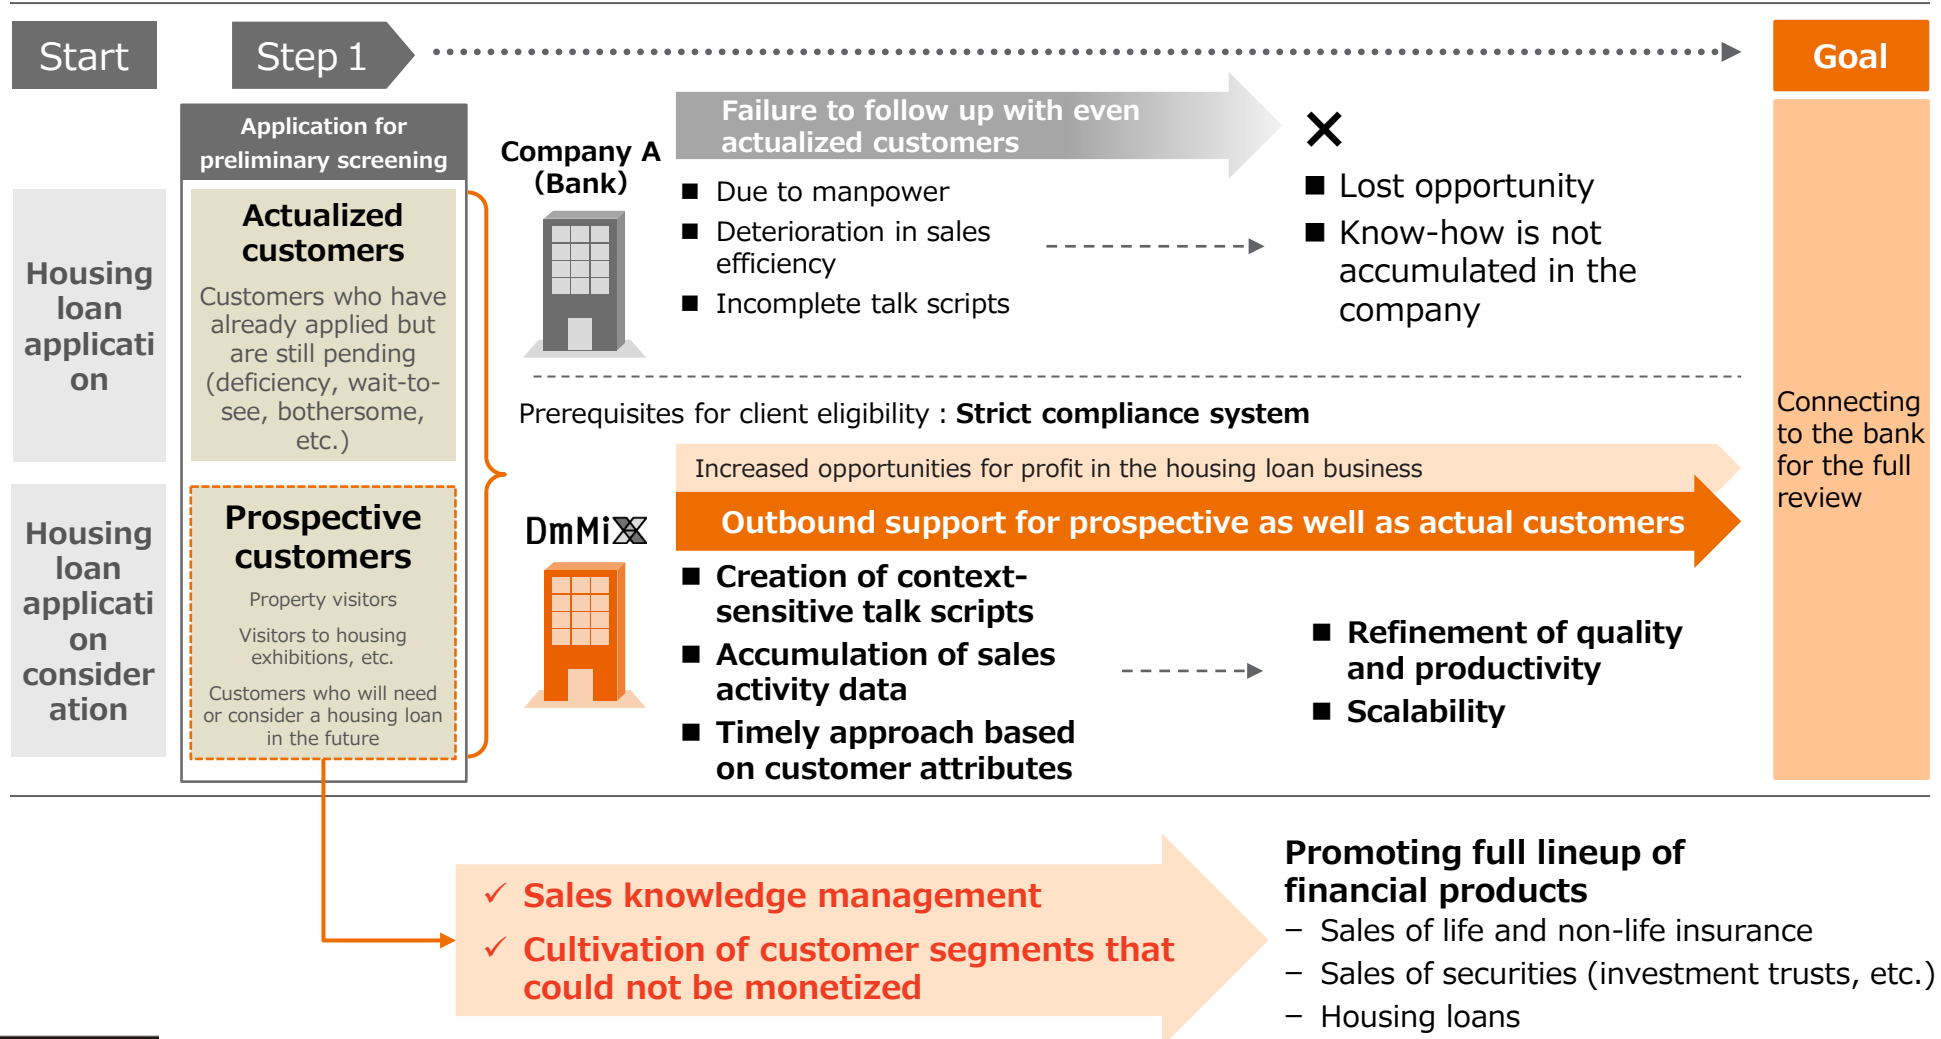 Start
Step 1
Goal
Application for
preliminary screening
Housing
loan
applicati
on
Actualized
customers
Customers who have
already applied but
are still pending
(deficiency, wait-to-
see, bothersome,
etc.)
Housing
loan
applicati
on
consider
ation
Prospective
customers
Property visitors
Visitors to housing
exhibitions, etc.
Customers who will need
or consider a housing loan
in the future
Company A
(Bank)
Failure to follow up with even
actualized customers
■ Due to manpower
■ Deterioration in sales
efficiency
■ Incomplete talk scripts
■ Lost opportunity
■ Know-how is not
accumulated in the
company
Prerequisites for client eligibility : Strict compliance system
Increased opportunities for profit in the housing loan business
DmMiX
Outbound support for prospective as well as actual customers
■ Creation of context-
sensitive talk scripts
■ Accumulation of sales
activity data
■ Timely approach based
on customer attributes
■ Refinement of quality
and productivity
■ Scalability
Connecting
to the bank
for the full
review
✓ Sales knowledge management
✓ Cultivation of customer segments that
could not be monetized
Promoting full lineup of
financial products
– Sales of life and non-life insurance
– Sales of securities (investment trusts, etc.)
– Housing loans